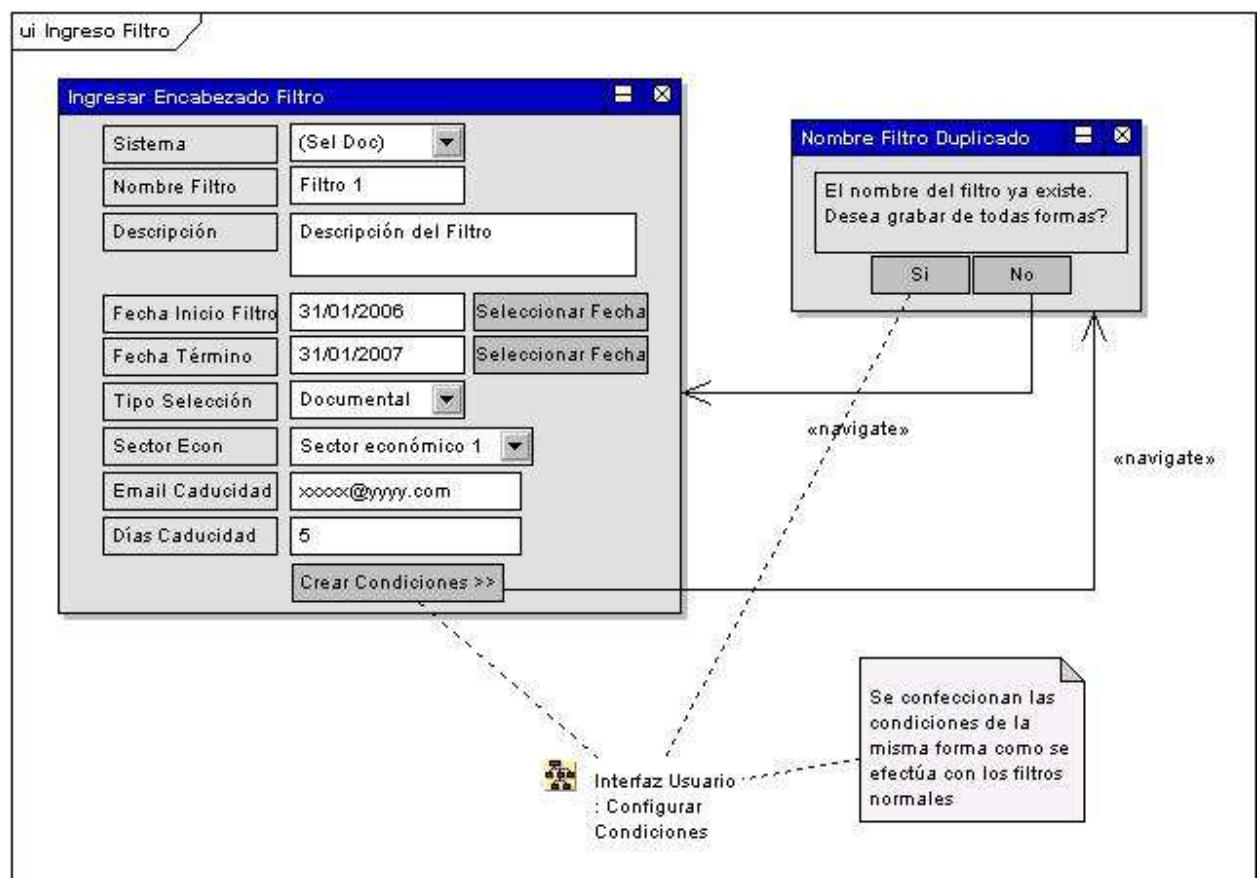 ui Ingreso Filtro
Ingresar Encabezado Filtro
Sistema
(Sel Doc)
Nombre Filtro
Filtro 1
Descripción
Descripción del Filtro
Fecha Inicio Filtro
31/01/2006
Seleccionar Fecha
Fecha Término
31/01/2007
Seleccionar Fecha
Tipo Selección
Documental
Sector Econ
Sector económico 1
Email Caducidad
xxxxx@yyyy.com
Días Caducidad
5
Crear Condiciones >>
Nombre Filtro Duplicado
El nombre del filtro ya existe.
Desea grabar de todas formas?
Si
No
«navigate»
«navigate»
Interfaz Usuario
: Configurar
Condiciones
Se confeccionan las
condiciones de la
misma forma como se
efectúa con los filtros
normales